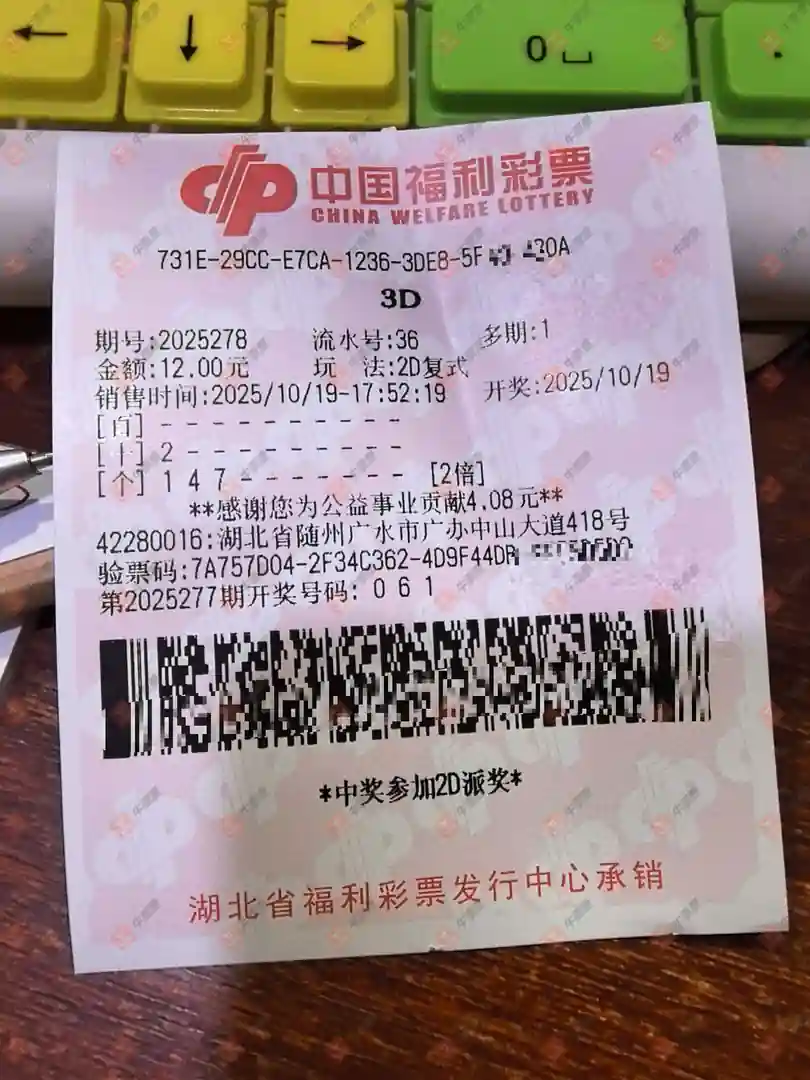 ← ↓ → 0 ⎵ .
中国福利彩票
CHINA WELFARE LOTTERY
731E-29CC-E7CA-1236-3DE8-5F 0A
3D
期号:2025278 流水号:36 多期:1
金额:12.00元 玩 法:2D复式
销售时间:2025/10/19-17:52:19 开奖:2025/10/19
[百] - - - - - - - - - -
[十] 2 - - - - - - - - -
[个] 1 4 7 - - - - - - - [2倍]
**感谢您为公益事业贡献4.08元**
42280016:湖北省随州广水市广办中山大道418号
验票码:7A757D04-2F34C362-4D9F44D
第2025277期开奖号码: 0 6 1
*中奖参加2D派奖*
湖北省福利彩票发行中心承销